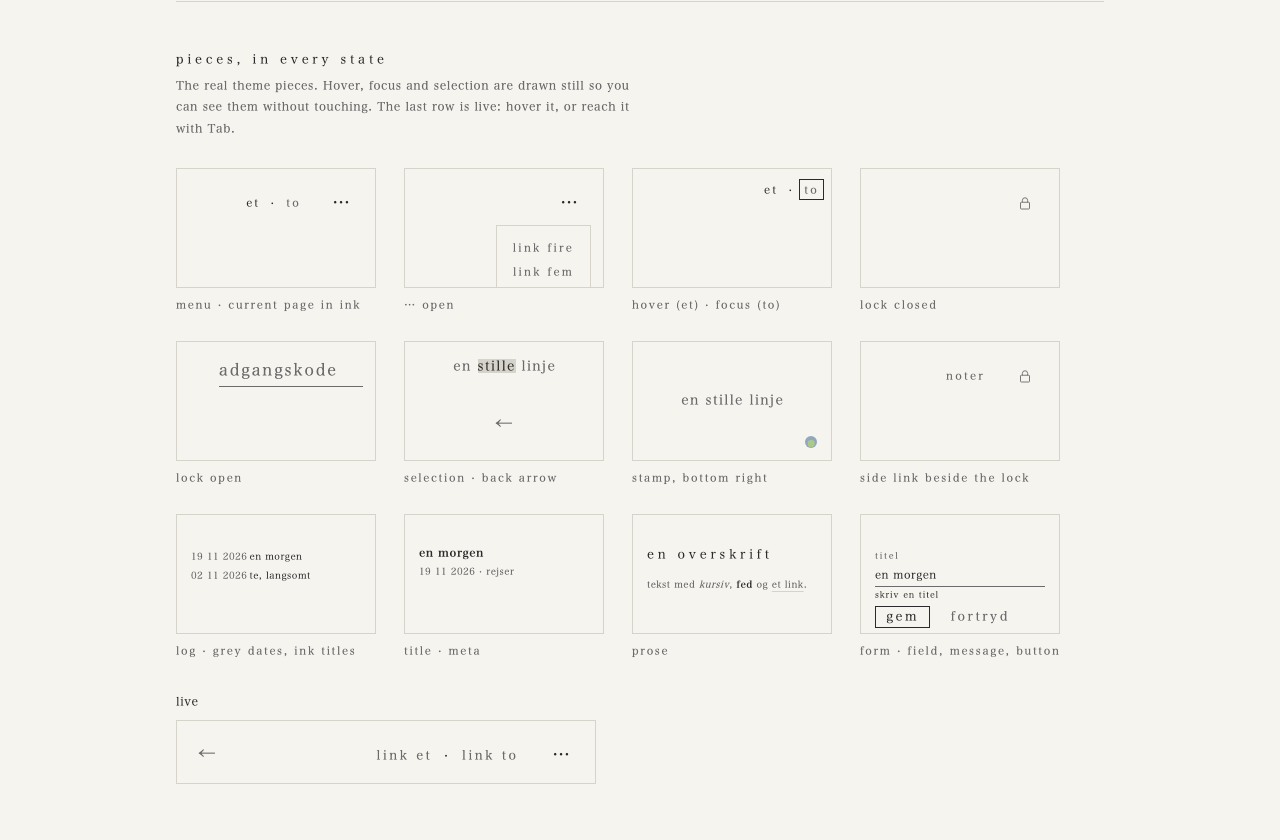 pieces, in every state
The real theme pieces. Hover, focus and selection are drawn still so you
can see them without touching. The last row is live: hover it, or reach it
with Tab.
et · to ···
menu · current page in ink
···
link fire
link fem
··· open
et · to
hover (et) · focus (to)
lock closed
adgangskode
lock open
en stille linje
←
selection · back arrow
en stille linje
stamp, bottom right
noter
side link beside the lock
19 11 2026 en morgen
02 11 2026 te, langsomt
log · grey dates, ink titles
en morgen
19 11 2026 · rejser
title · meta
en overskrift
tekst med kursiv, fed og et link.
prose
titel
en morgen
skriv en titel
gem fortryd
form · field, message, button
live
← link et · link to ···